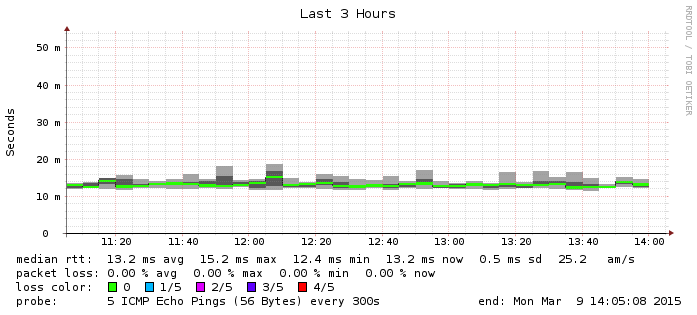 Last 3 Hours
RRDTOOL / TOBI OETIKER
Seconds
50 m
40 m
30 m
20 m
10 m
0
11:20 11:40 12:00 12:20 12:40 13:00 13:20 13:40 14:00
median rtt: 13.2 ms avg 15.2 ms max 12.4 ms min 13.2 ms now 0.5 ms sd 25.2 am/s
packet loss: 0.00 % avg 0.00 % max 0.00 % min 0.00 % now
loss color: 0 1/5 2/5 3/5 4/5
probe: 5 ICMP Echo Pings (56 Bytes) every 300s end: Mon Mar 9 14:05:08 2015